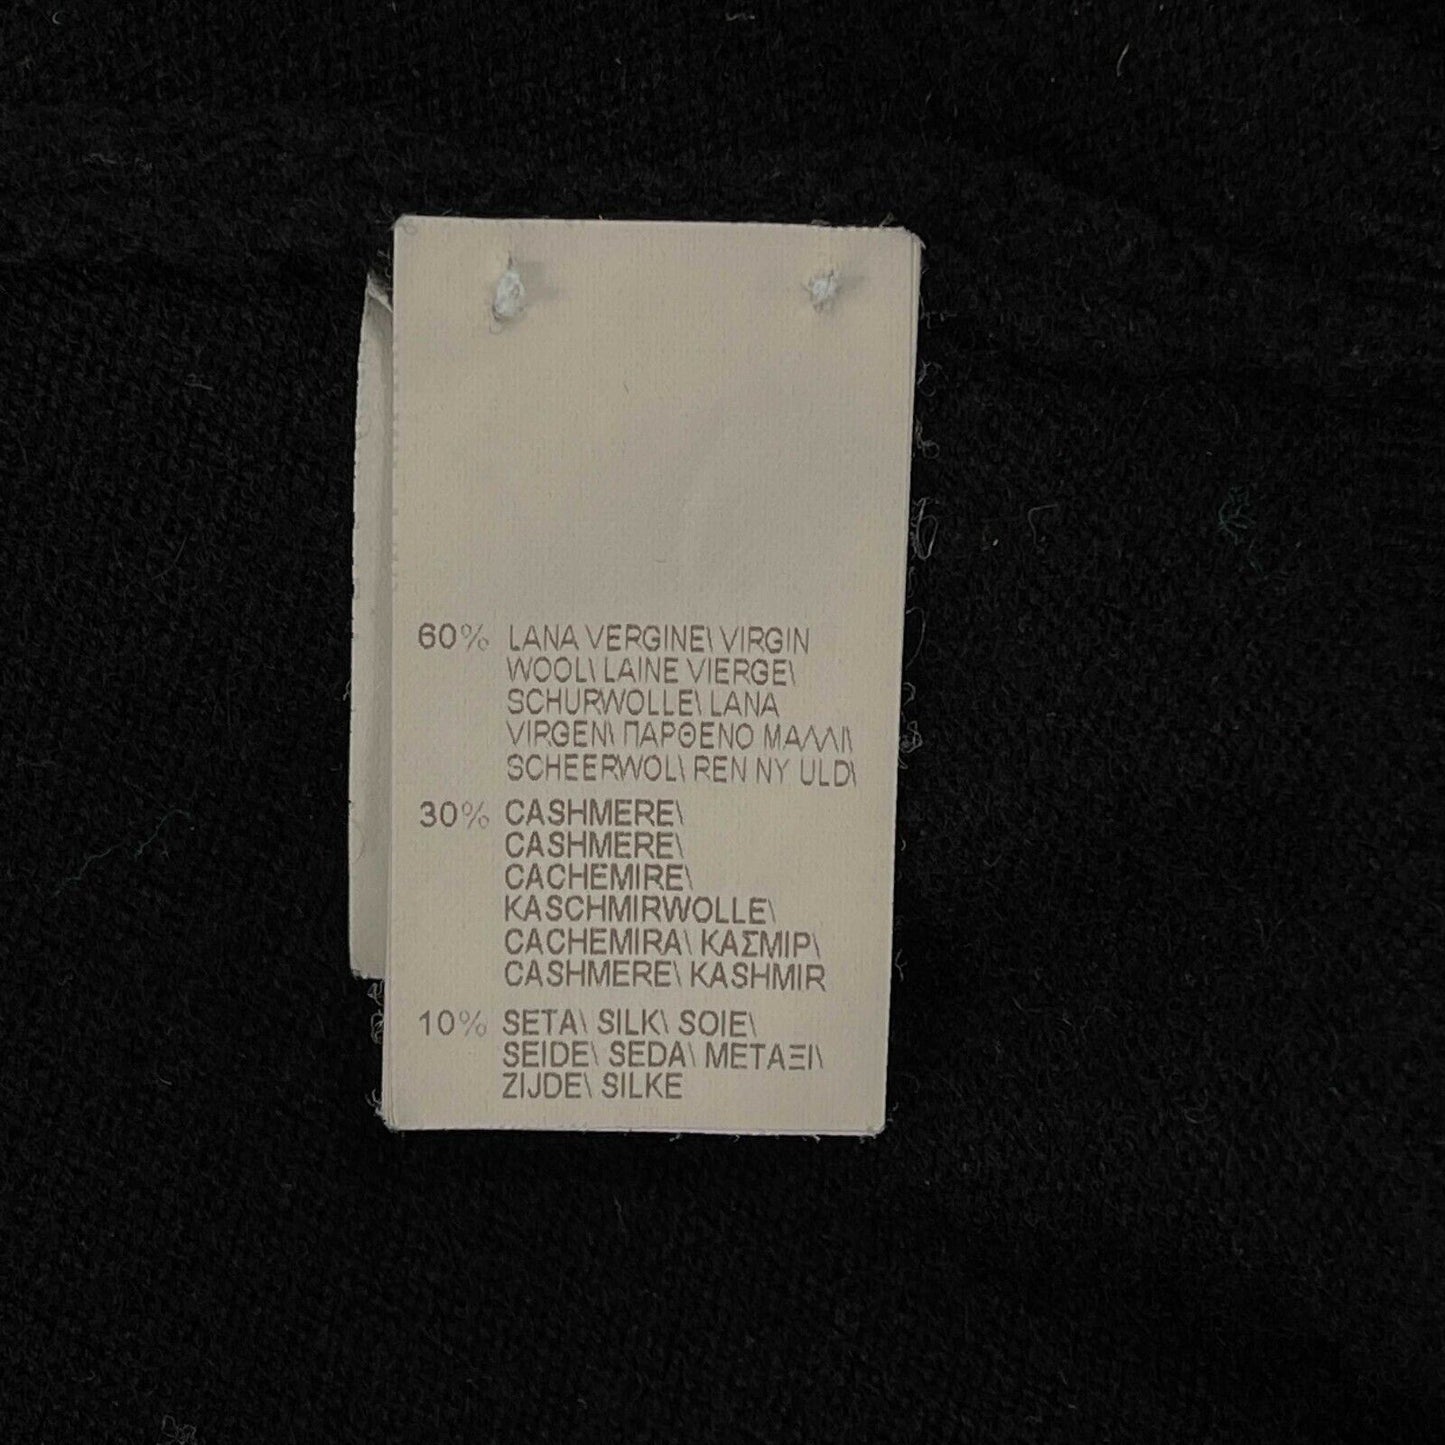 60% LANA VERGINE\ VIRGIN
WOOL\ LAINE VIERGE\
SCHURWOLLE\ LANA
VIRGEN\ ΠΑΡΘΕΝΟ ΜΑΛΛΙ\
SCHEERWOL\ REN NY ULD\
30% CASHMERE\
CASHMERE\
CACHEMIRE\
KASCHMIRWOLLE\
CACHEMIRA\ ΚΑΣΜΙΡ\
CASHMERE\ KASHMIR
10% SETA\ SILK\ SOIE\
SEIDE\ SEDA\ ΜΕΤΑΞΙ\
ZIJDE\ SILKE